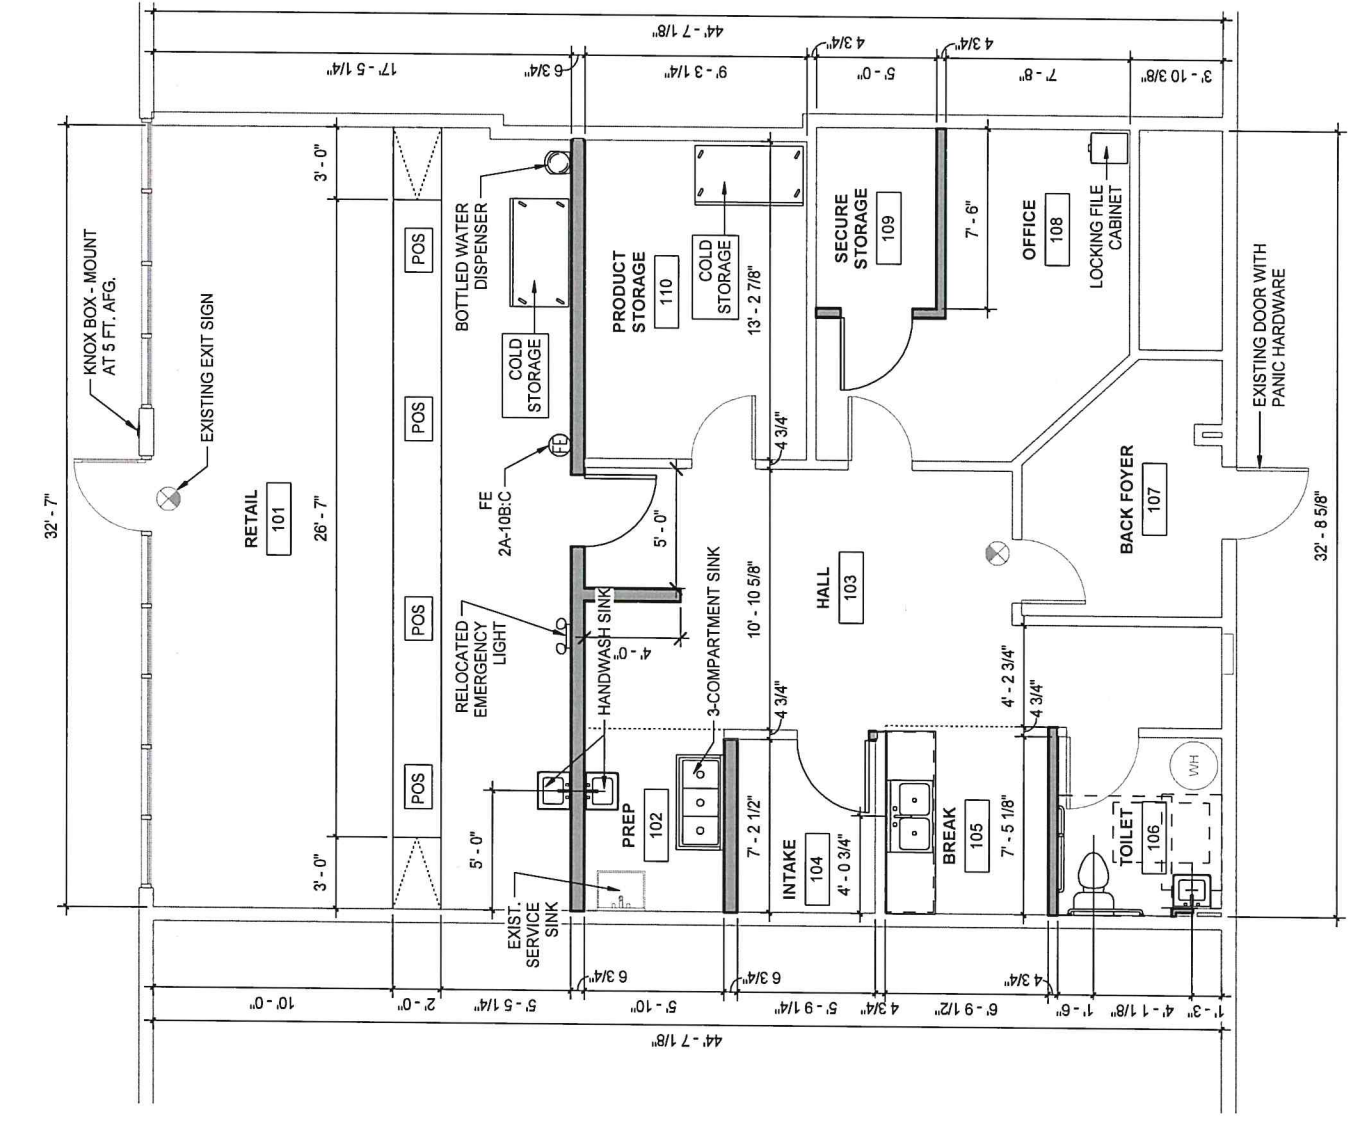 44' - 7 1/8"
17' - 5 1/4"
6 3/4"
9' - 3 1/4"
4 3/4"
5' - 0"
4 3/4"
7' - 8"
3' - 10 3/8"
32' - 7"
KNOX BOX - MOUNT
AT 5 FT. AFG.
EXISTING EXIT SIGN
RETAIL
101
3' - 0"
26' - 7"
3' - 0"
POS
POS
POS
POS
BOTTLED WATER
DISPENSER
COLD
STORAGE
FE
FE
2A-10B:C
RELOCATED
EMERGENCY
LIGHT
5' - 0"
EXIST.
SERVICE
SINK
PRODUCT
STORAGE
110
COLD
STORAGE
13' - 2 7/8"
4 3/4"
5' - 0"
4' - 0"
HANDWASH SINK
3-COMPARTMENT SINK
10' - 10 5/8"
4 3/4"
PREP
102
7' - 2 1/2"
INTAKE
104
4' - 0 3/4"
SECURE
STORAGE
109
7' - 6"
OFFICE
108
LOCKING FILE
CABINET
HALL
103
BACK FOYER
107
EXISTING DOOR WITH
PANIC HARDWARE
32' - 8 5/8"
4' - 2 3/4"
4 3/4"
BREAK
105
7' - 5 1/8"
TOILET
106
WH
10' - 0"
2' - 0"
5' - 5 1/4"
6 3/4"
5' - 10"
6 3/4"
5' - 9 1/4"
4 3/4"
6' - 9 1/2"
4 3/4"
1' - 6"
4' - 1 1/8"
1' - 3"
44' - 7 1/8"